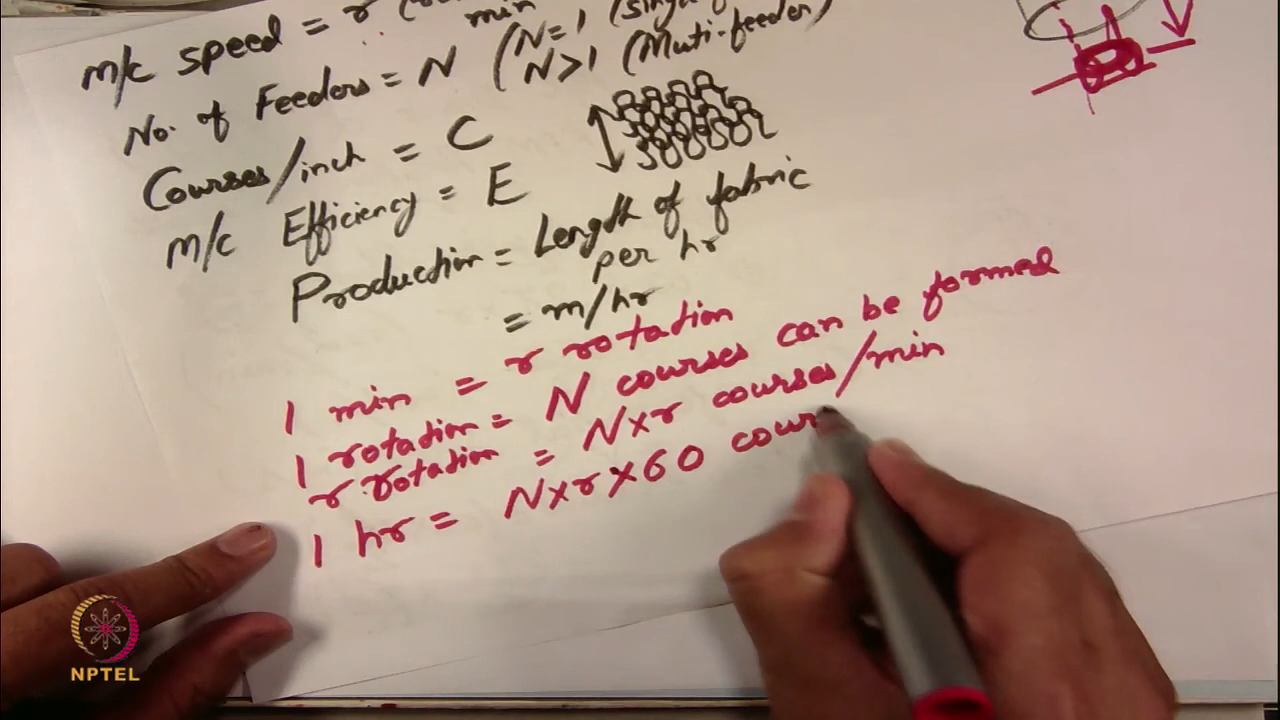 m/c speed = r
min
No. of Feeders = N (N=1
N>1 (Muti-feeder)
Courses/inch = C
m/c Efficiency = E
Production = Length of fabric
per hr
= m/hr
1 min = r rotation
1 rotation = N courses can be formed
r rotation = N×r courses/min
1 hr = N×r×60 cour
NPTEL